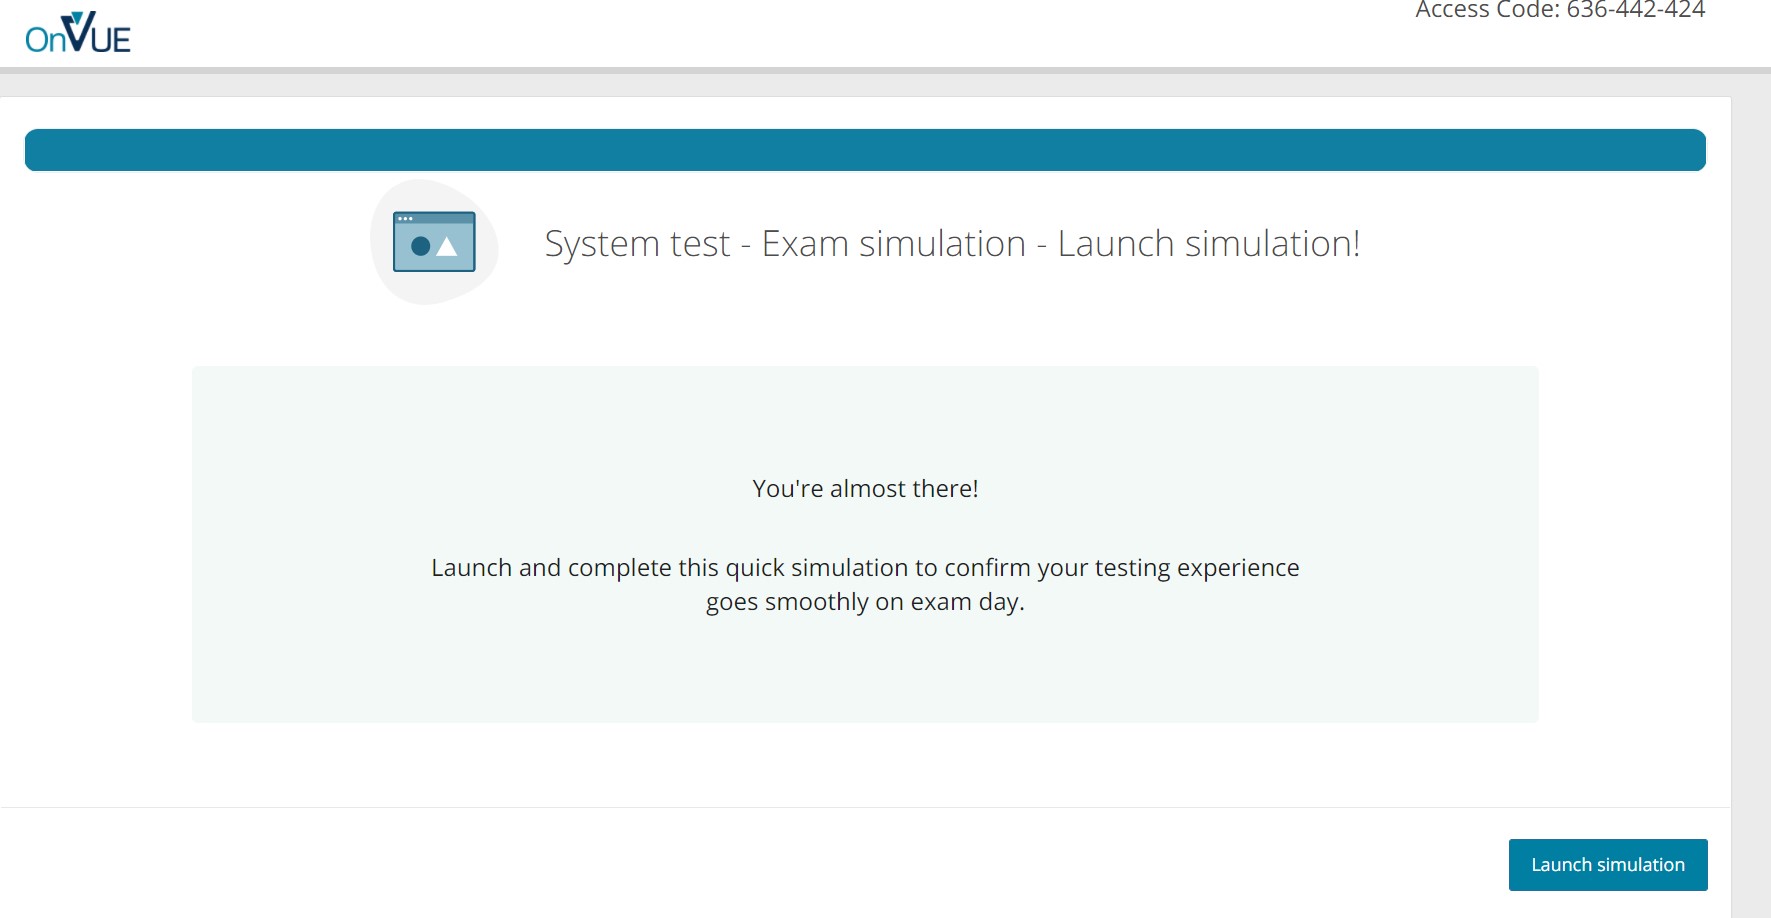 OnVUE
Access Code: 636-442-424
System test - Exam simulation - Launch simulation!
You're almost there!
Launch and complete this quick simulation to confirm your testing experience
goes smoothly on exam day.
Launch simulation